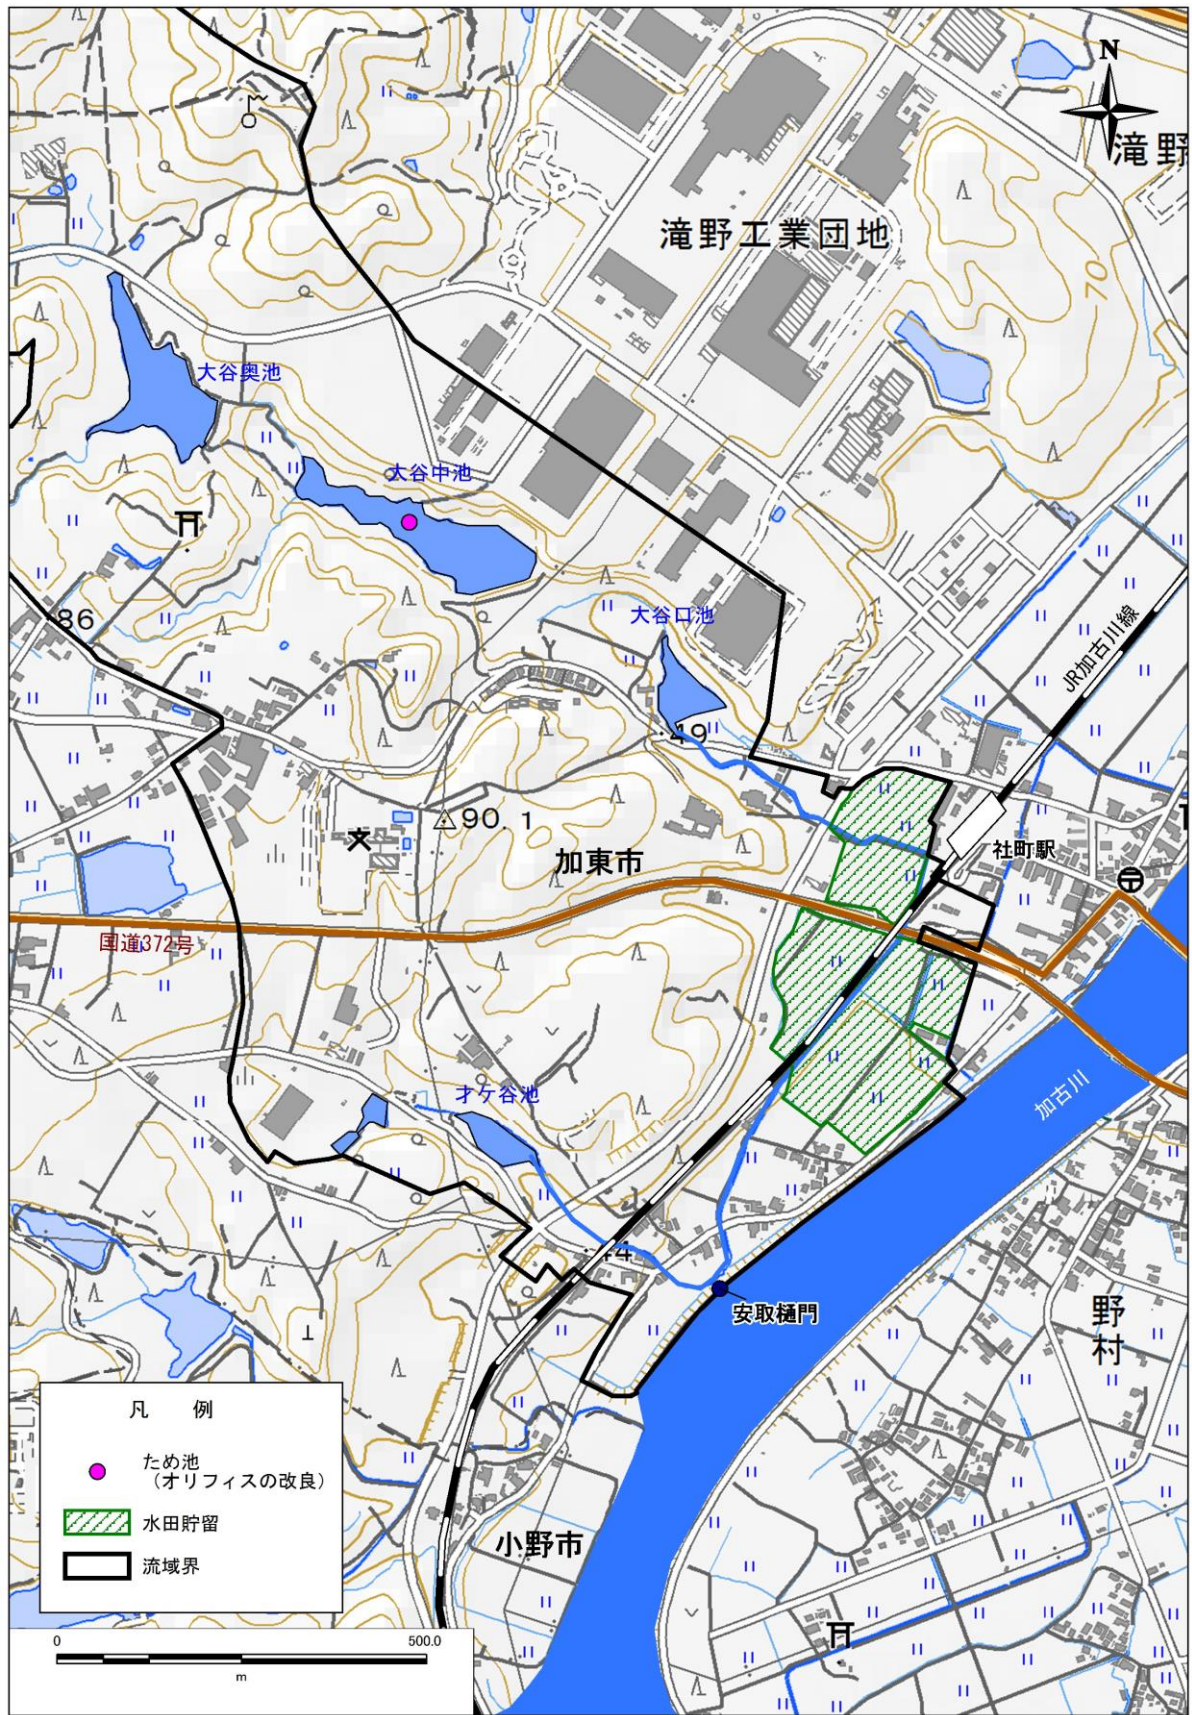 N
滝野
滝野工業団地
70
大谷奥池
大谷中池
大谷口池
86
JR加古川線
49
90.1
加東市
社町駅
国道372号
才ケ谷池
加古川
44
安取樋門
野村
凡 例
ため池
（オリフィスの改良）
水田貯留
流域界
小野市
0 500.0
m